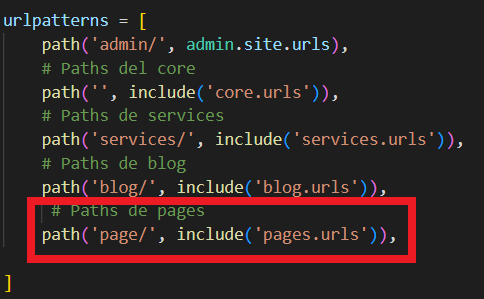 urlpatterns = [
    path('admin/', admin.site.urls),
    # Paths del core
    path('', include('core.urls')),
    # Paths de services
    path('services/', include('services.urls')),
    # Paths de blog
    path('blog/', include('blog.urls')),
     # Paths de pages
    path('page/', include('pages.urls')),
]